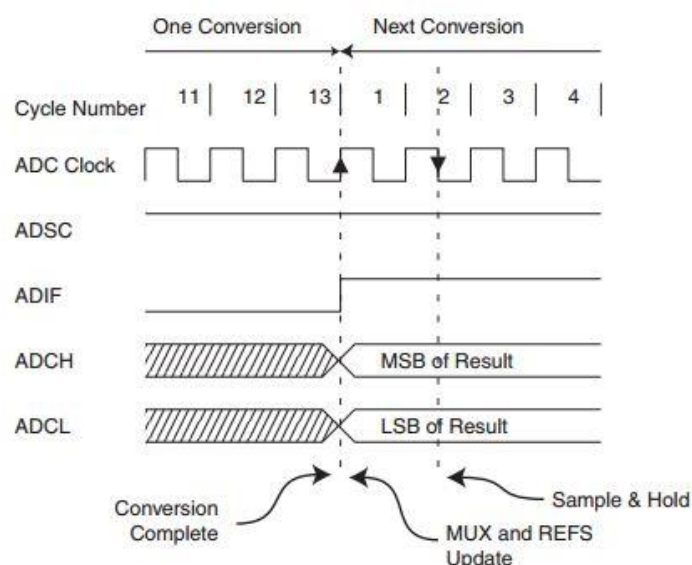 One Conversion Next Conversion
Cycle Number 11 12 13 1 2 3 4
ADC Clock
ADSC
ADIF
ADCH MSB of Result
ADCL LSB of Result
Conversion
Complete
MUX and REFS
Update
Sample & Hold